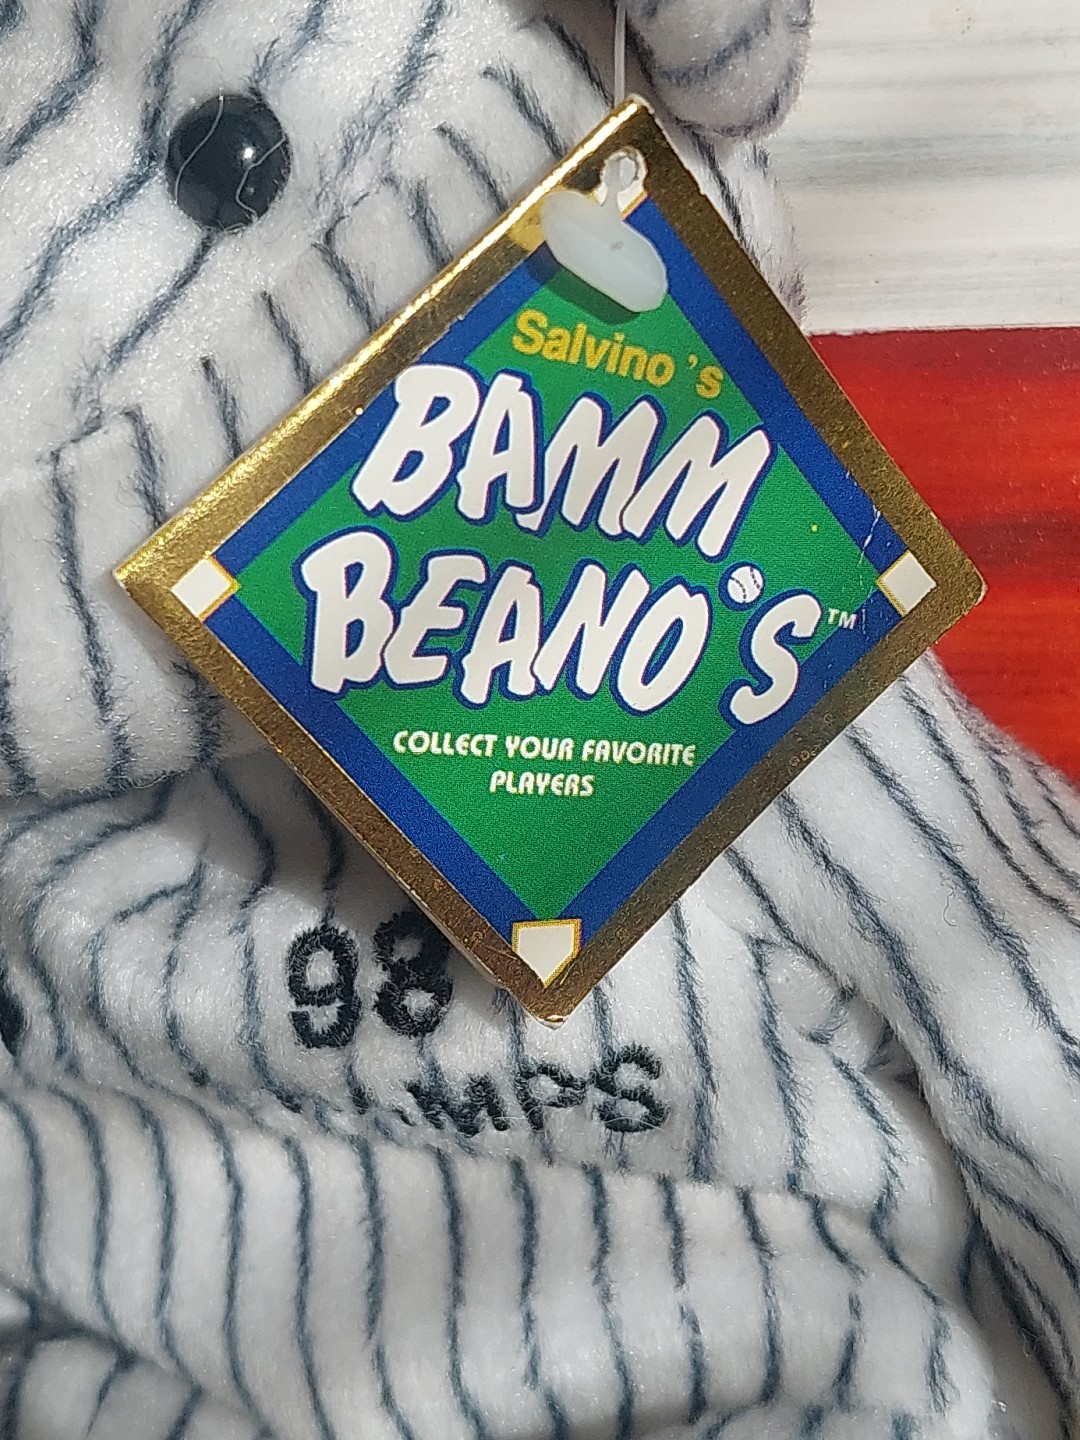 Salvino's
BAMM
BEANO'S™
COLLECT YOUR FAVORITE
PLAYERS
98